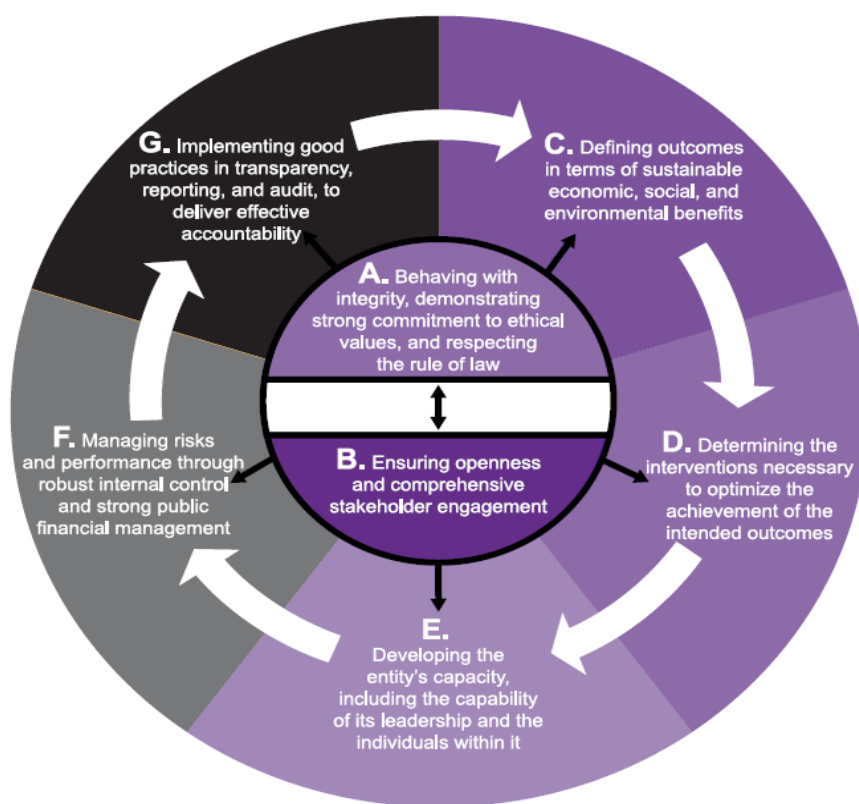 G. Implementing good
practices in transparency,
reporting, and audit, to
deliver effective
accountability
C. Defining outcomes
in terms of sustainable
economic, social, and
environmental benefits
A. Behaving with
integrity, demonstrating
strong commitment to ethical
values, and respecting
the rule of law
B. Ensuring openness
and comprehensive
stakeholder engagement
D. Determining the
interventions necessary
to optimize the
achievement of the
intended outcomes
F. Managing risks
and performance through
robust internal control
and strong public
financial management
E.
Developing the
entity's capacity,
including the capability
of its leadership and the
individuals within it